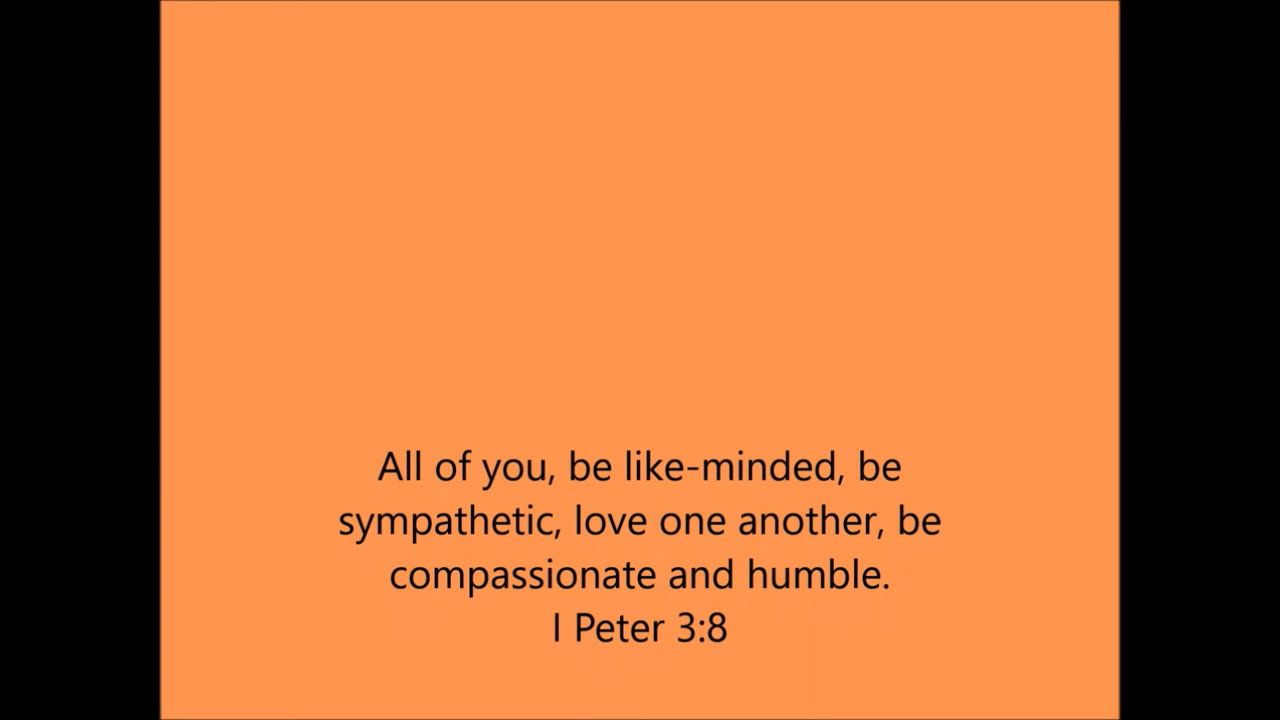 All of you, be like-minded, be
sympathetic, love one another, be
compassionate and humble.
I Peter 3:8